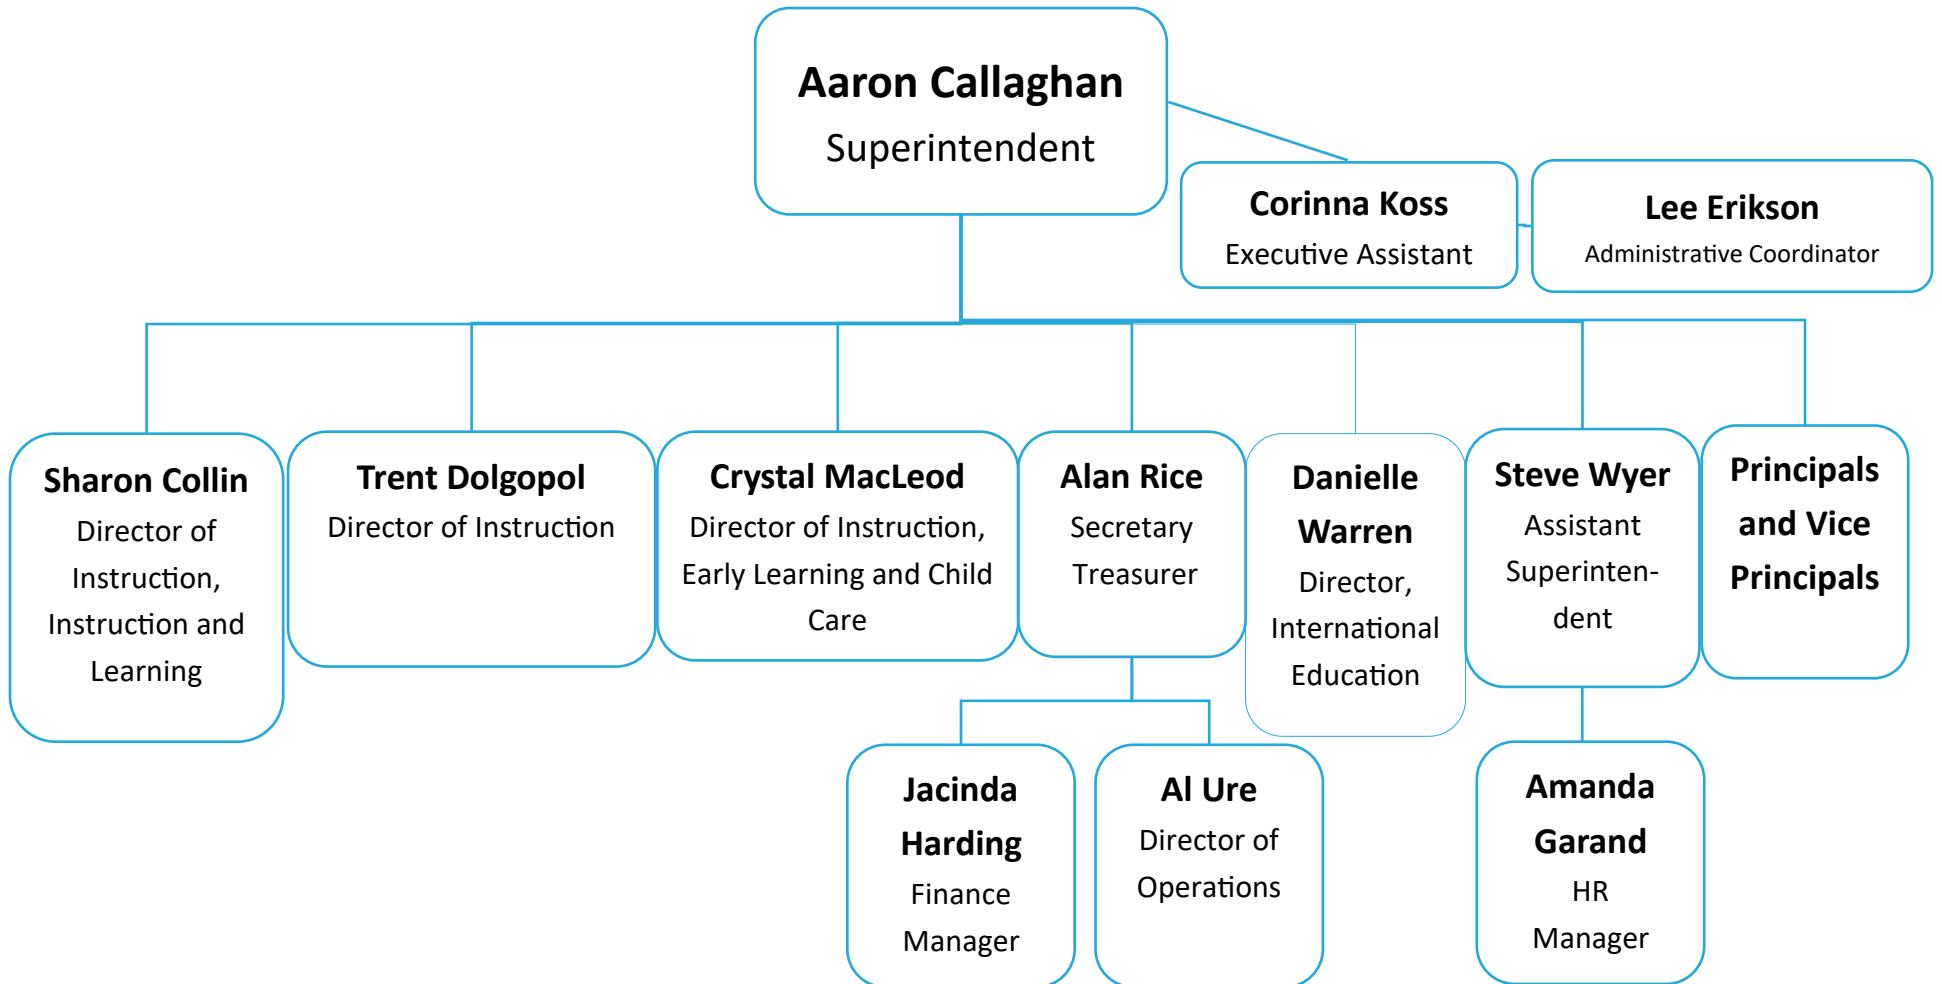 Aaron Callaghan
Superintendent
Corinna Koss
Executive Assistant
Lee Erikson
Administrative Coordinator
Sharon Collin
Director of
Instruction,
Instruction and
Learning
Trent Dolgopol
Director of Instruction
Crystal MacLeod
Director of Instruction,
Early Learning and Child
Care
Alan Rice
Secretary
Treasurer
Danielle
Warren
Director,
International
Education
Steve Wyer
Assistant
Superinten-
dent
Principals
and Vice
Principals
Jacinda
Harding
Finance
Manager
Al Ure
Director of
Operations
Amanda
Garand
HR
Manager